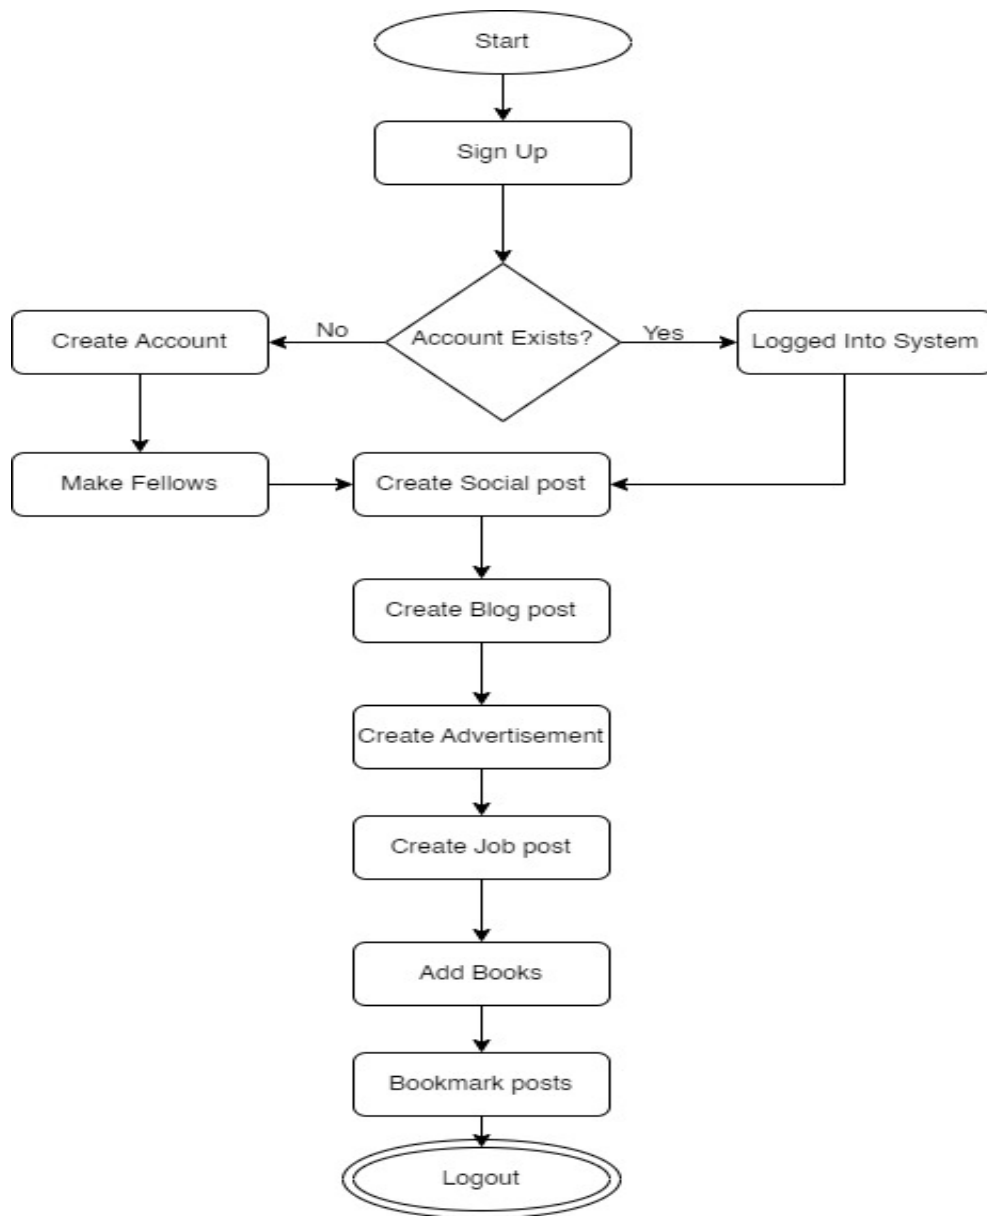 Start
Sign Up
Account Exists?
No
Yes
Create Account
Logged Into System
Make Fellows
Create Social post
Create Blog post
Create Advertisement
Create Job post
Add Books
Bookmark posts
Logout